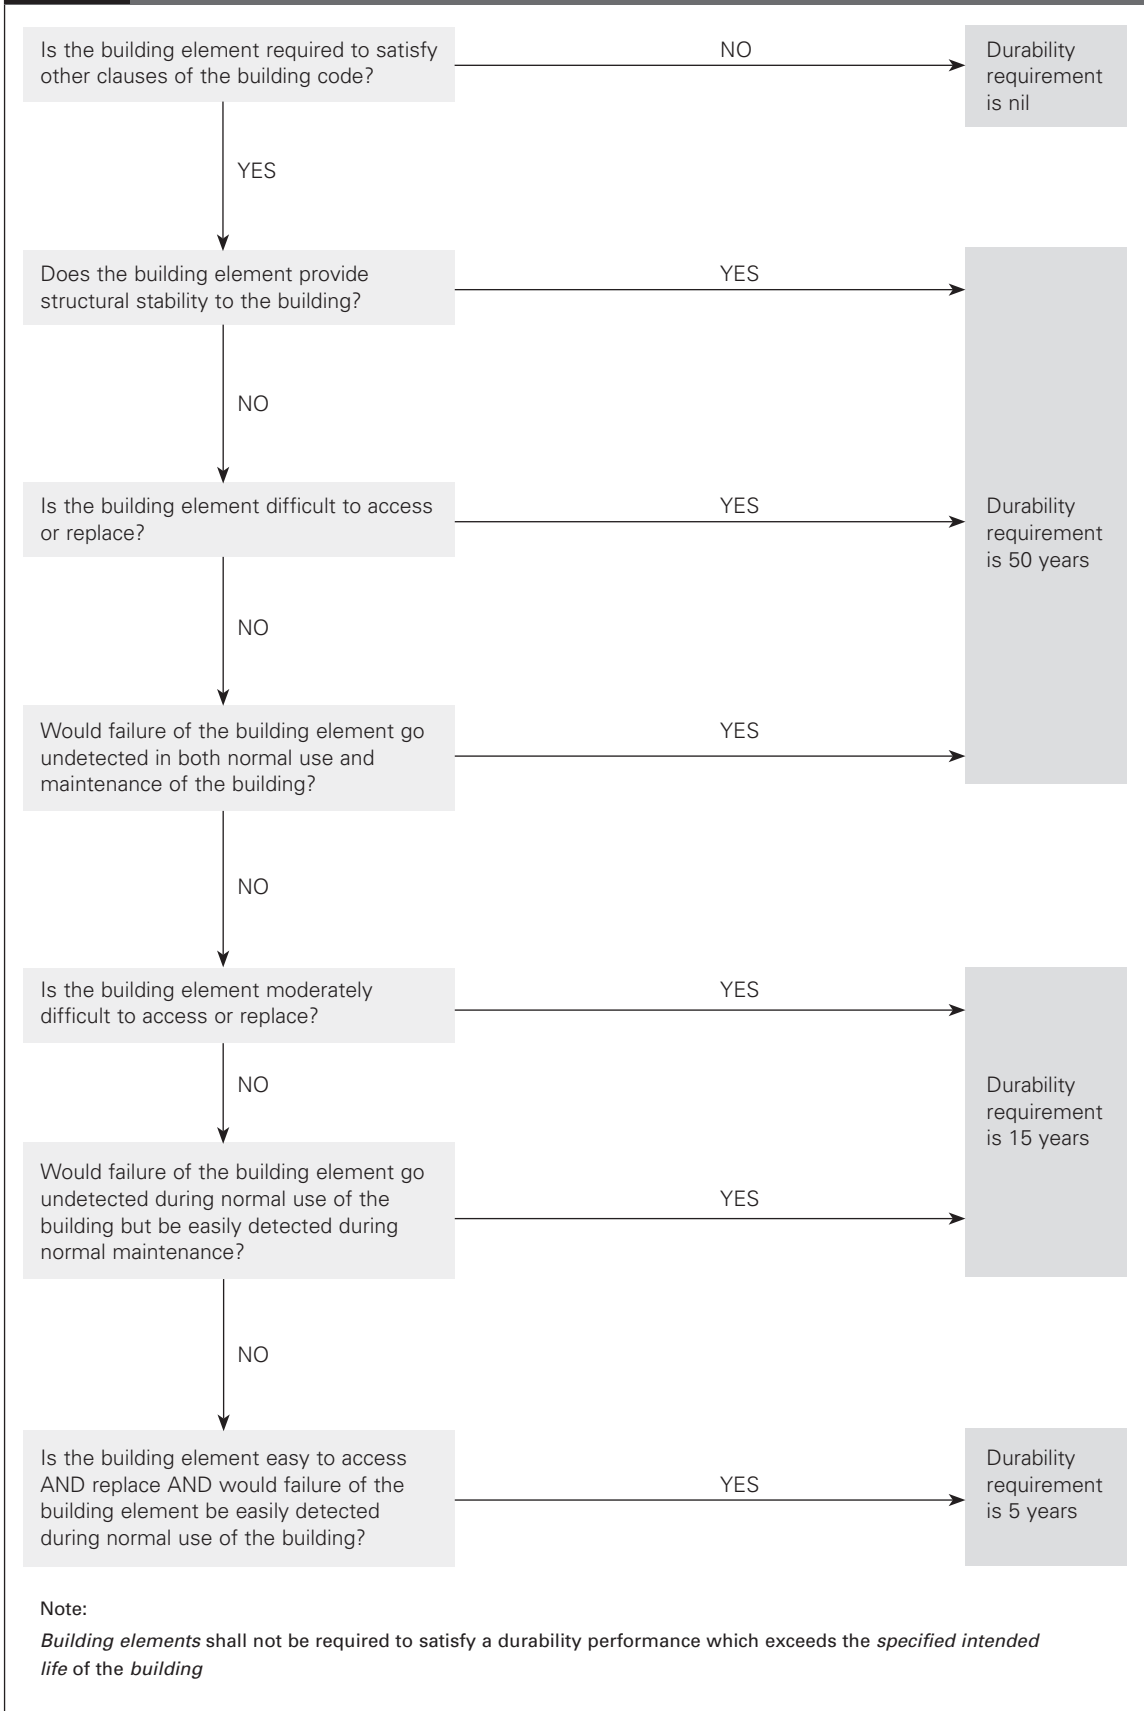 Is the building element required to satisfy
other clauses of the building code?
NO
Durability
requirement
is nil
YES
Does the building element provide
structural stability to the building?
YES
NO
Is the building element difficult to access
or replace?
YES
Durability
requirement
is 50 years
NO
Would failure of the building element go
undetected in both normal use and
maintenance of the building?
YES
NO
Is the building element moderately
difficult to access or replace?
YES
NO
Durability
requirement
is 15 years
Would failure of the building element go
undetected during normal use of the
building but be easily detected during
normal maintenance?
YES
NO
Is the building element easy to access
AND replace AND would failure of the
building element be easily detected
during normal use of the building?
YES
Durability
requirement
is 5 years
Note:
Building elements shall not be required to satisfy a durability performance which exceeds the specified intended
life of the building